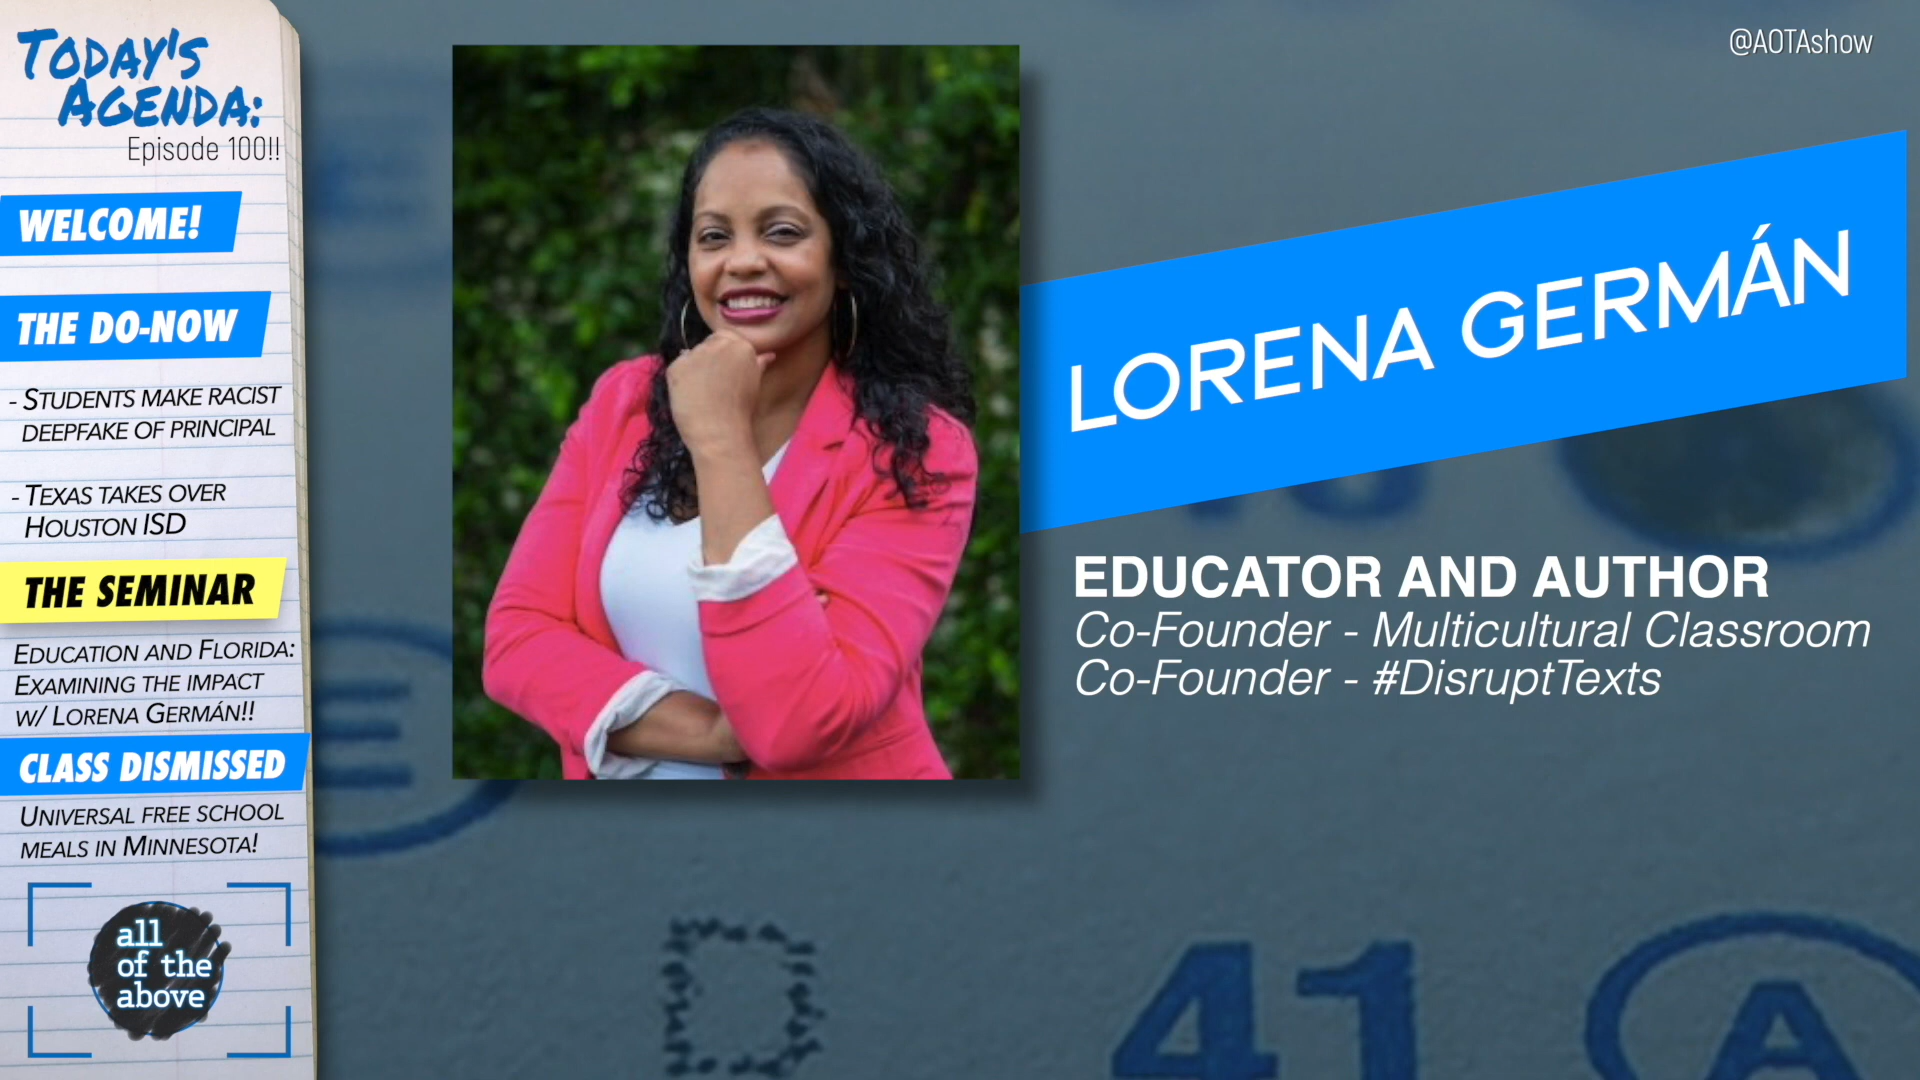 TODAY'S
AGENDA:
Episode 100!!
WELCOME!
THE DO-NOW
- STUDENTS MAKE RACIST
DEEPFAKE OF PRINCIPAL
- TEXAS TAKES OVER
HOUSTON ISD
THE SEMINAR
EDUCATION AND FLORIDA:
EXAMINING THE IMPACT
W/ LORENA GERMÁN!!
CLASS DISMISSED
UNIVERSAL FREE SCHOOL
MEALS IN MINNESOTA!
all
of the
above
@AOTAshow
LORENA GERMÁN
EDUCATOR AND AUTHOR
Co-Founder - Multicultural Classroom
Co-Founder - #DisruptTexts
E
D
41
A